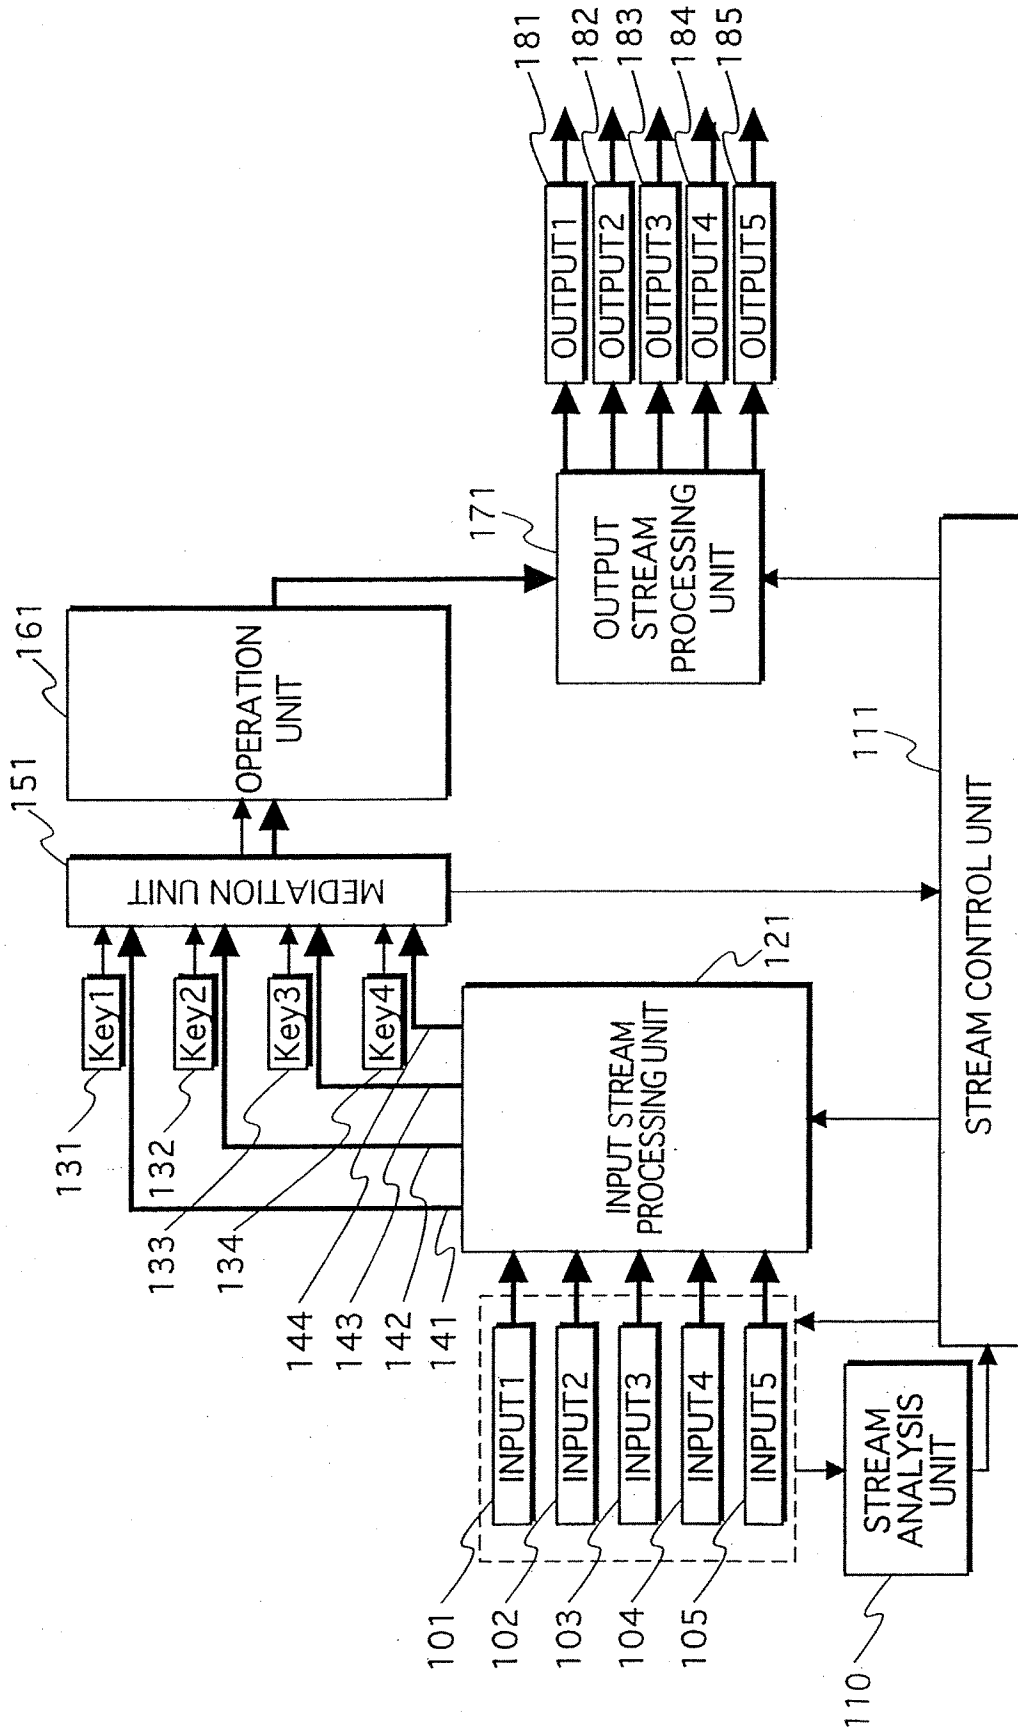 151
161
131
Key1
132
Key2
133
Key3
134
Key4
MEDIATION UNIT
OPERATION
UNIT
144
143
142
141
121
171
181
182
183
184
185
101
INPUT1
102
INPUT2
103
INPUT3
104
INPUT4
105
INPUT5
INPUT STREAM
PROCESSING UNIT
OUTPUT
STREAM
PROCESSING
UNIT
OUTPUT1
OUTPUT2
OUTPUT3
OUTPUT4
OUTPUT5
110
STREAM
ANALYSIS
UNIT
111
STREAM CONTROL UNIT